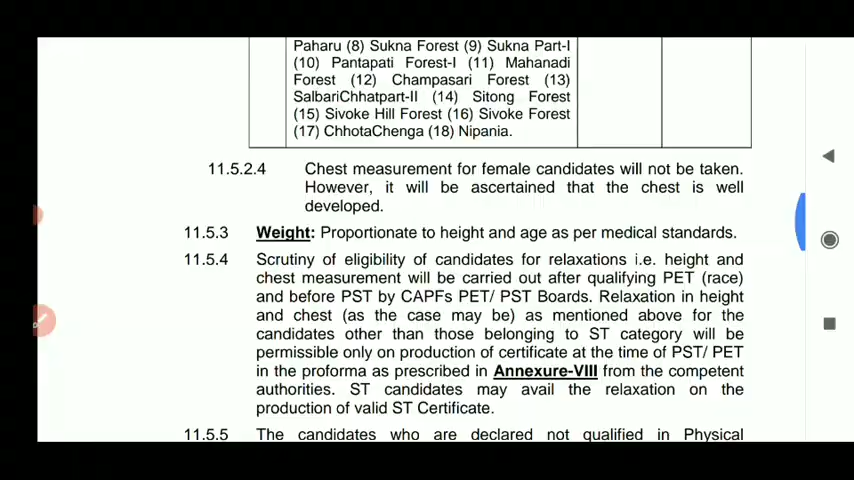 Paharu (8) Sukna Forest (9) Sukna Part-I
(10) Pantapati Forest-I (11) Mahanadi
Forest (12) Champasari Forest (13)
SalbariChhatpart-II (14) Sitong Forest
(15) Sivoke Hill Forest (16) Sivoke Forest
(17) ChhotaChenga (18) Nipania.
11.5.2.4 Chest measurement for female candidates will not be taken.
However, it will be ascertained that the chest is well
developed.
11.5.3 Weight: Proportionate to height and age as per medical standards.
11.5.4 Scrutiny of eligibility of candidates for relaxations i.e. height and
chest measurement will be carried out after qualifying PET (race)
and before PST by CAPFs PET/ PST Boards. Relaxation in height
and chest (as the case may be) as mentioned above for the
candidates other than those belonging to ST category will be
permissible only on production of certificate at the time of PST/ PET
in the proforma as prescribed in Annexure-VIII from the competent
authorities. ST candidates may avail the relaxation on the
production of valid ST Certificate.
11.5.5 The candidates who are declared not qualified in Physical